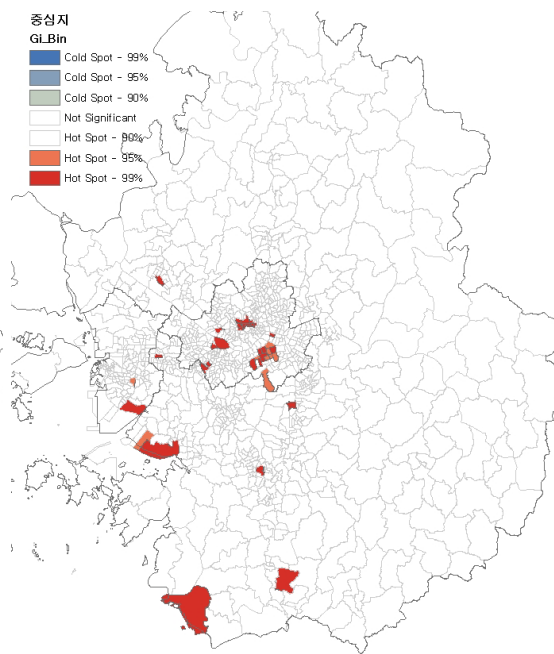 중심지
Gi_Bin
Cold Spot - 99%
Cold Spot - 95%
Cold Spot - 90%
Not Significant
Hot Spot - 90%
Hot Spot - 95%
Hot Spot - 99%